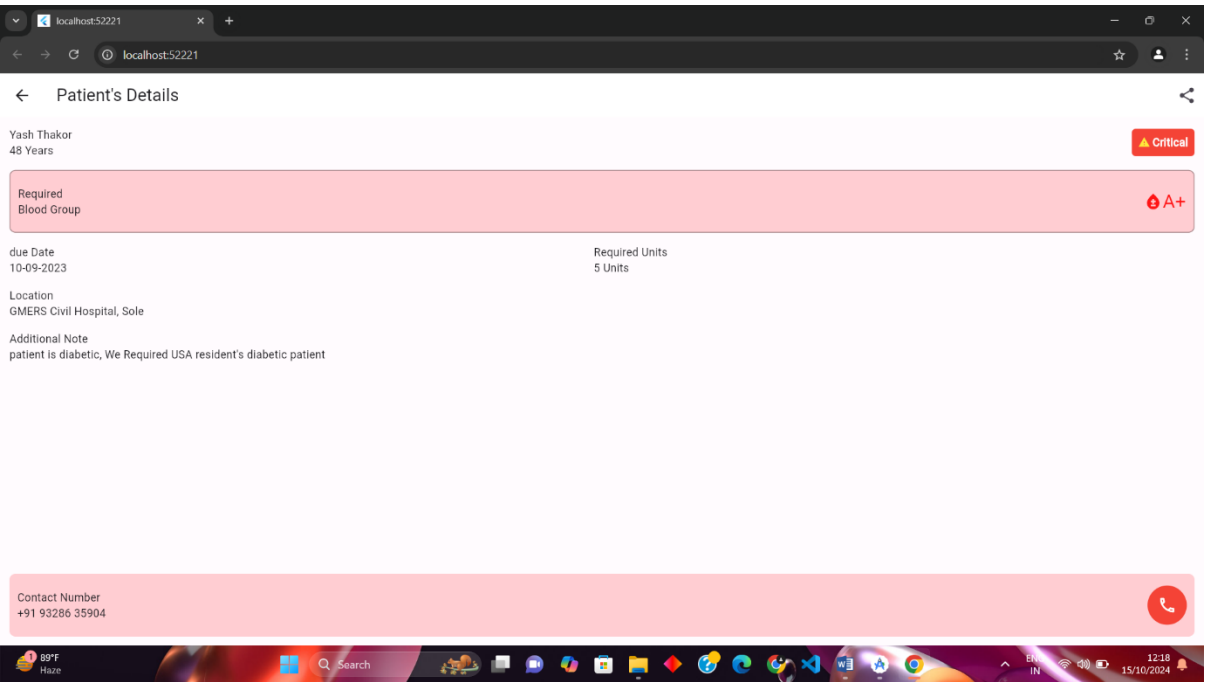 localhost:52221
localhost:52221
Patient's Details
Yash Thakor
48 Years
Critical
Required
Blood Group
A+
due Date
10-09-2023
Required Units
5 Units
Location
GMERS Civil Hospital, Sole
Additional Note
patient is diabetic, We Required USA resident's diabetic patient
Contact Number
+91 93286 35904
1
89°F
Haze
Search
ENG
IN
12:18
15/10/2024